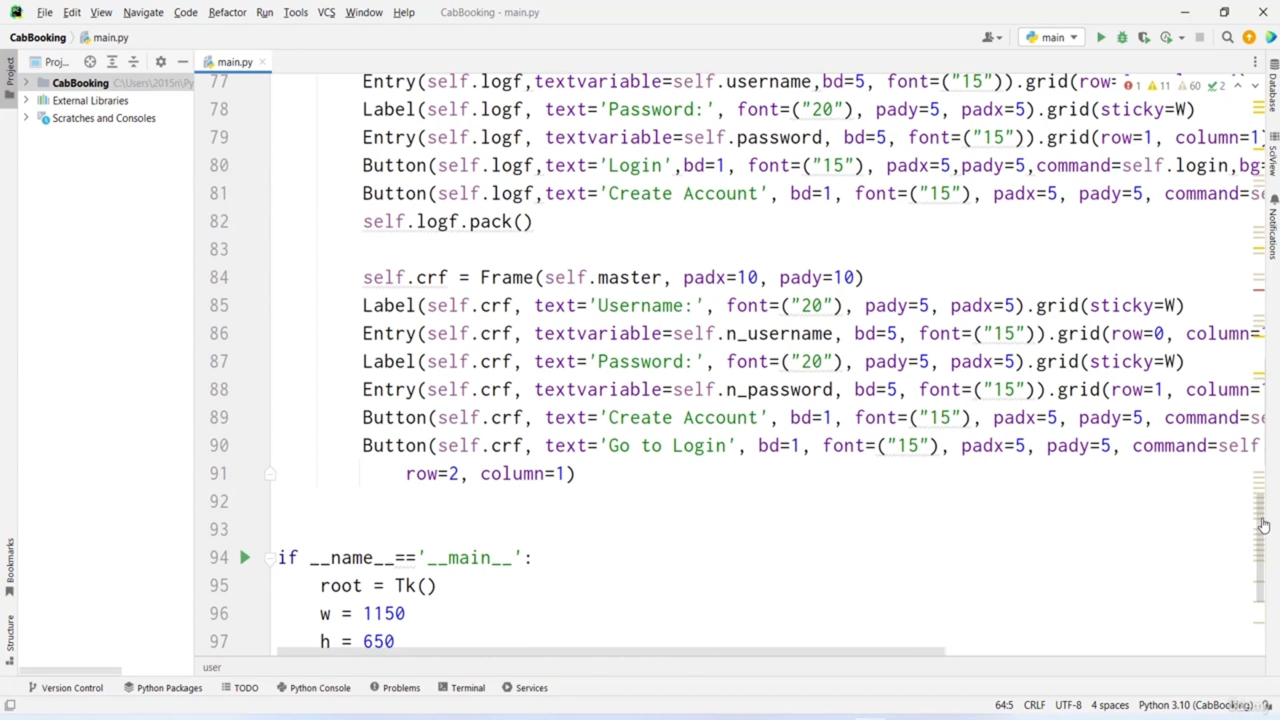 File Edit View Navigate Code Refactor Run Tools VCS Window Help CabBooking - main.py
CabBooking main.py main
Proj... main.py
CabBooking C:\Users\2015n\Py
External Libraries
Scratches and Consoles
Project
Bookmarks
Structure
Database
SciView
Notifications
1 11 60 2
77 Entry(self.logf,textvariable=self.username,bd=5, font=("15")).grid(row=
78 Label(self.logf, text='Password:', font=("20"), pady=5, padx=5).grid(sticky=W)
79 Entry(self.logf, textvariable=self.password, bd=5, font=("15")).grid(row=1, column=1
80 Button(self.logf,text='Login',bd=1, font=("15"), padx=5,pady=5,command=self.login,bg=
81 Button(self.logf,text='Create Account', bd=1, font=("15"), padx=5, pady=5, command=se
82 self.logf.pack()
83
84 self.crf = Frame(self.master, padx=10, pady=10)
85 Label(self.crf, text='Username:', font=("20"), pady=5, padx=5).grid(sticky=W)
86 Entry(self.crf, textvariable=self.n_username, bd=5, font=("15")).grid(row=0, column=
87 Label(self.crf, text='Password:', font=("20"), pady=5, padx=5).grid(sticky=W)
88 Entry(self.crf, textvariable=self.n_password, bd=5, font=("15")).grid(row=1, column=
89 Button(self.crf, text='Create Account', bd=1, font=("15"), padx=5, pady=5, command=se
90 Button(self.crf, text='Go to Login', bd=1, font=("15"), padx=5, pady=5, command=self
91 row=2, column=1)
92
93
94 if __name__=='__main__':
95 root = Tk()
96 w = 1150
97 h = 650
user
Version Control Python Packages TODO Python Console Problems Terminal Services
64:5 CRLF UTF-8 4 spaces Python 3.10 (CabBooking)